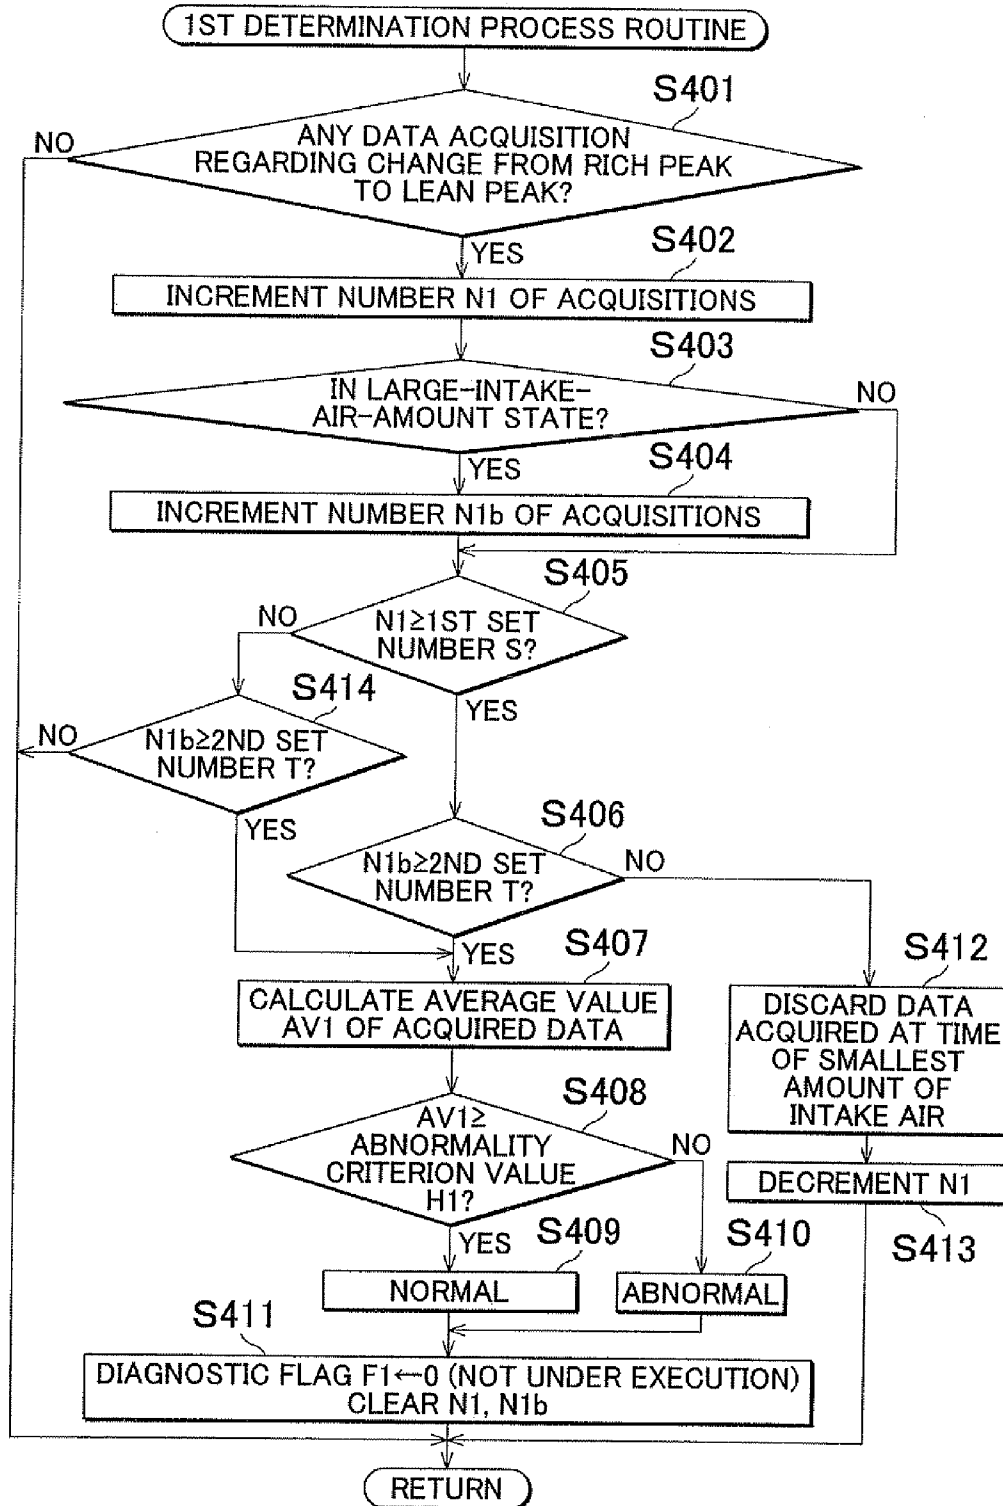 1ST DETERMINATION PROCESS ROUTINE
S401
NO
ANY DATA ACQUISITION
REGARDING CHANGE FROM RICH PEAK
TO LEAN PEAK?
YES
S402
INCREMENT NUMBER N1 OF ACQUISITIONS
S403
IN LARGE-INTAKE-
AIR-AMOUNT STATE?
NO
YES
S404
INCREMENT NUMBER N1b OF ACQUISITIONS
S405
NO
N1≥1ST SET
NUMBER S?
YES
S414
NO
N1b≥2ND SET
NUMBER T?
YES
S406
N1b≥2ND SET
NUMBER T?
NO
YES
S407
CALCULATE AVERAGE VALUE
AV1 OF ACQUIRED DATA
S412
DISCARD DATA
ACQUIRED AT TIME
OF SMALLEST
AMOUNT OF
INTAKE AIR
S408
AV1≥
ABNORMALITY
CRITERION VALUE
H1?
NO
YES
DECREMENT N1
S413
S409
NORMAL
S410
ABNORMAL
S411
DIAGNOSTIC FLAG F1←0 (NOT UNDER EXECUTION)
CLEAR N1, N1b
RETURN